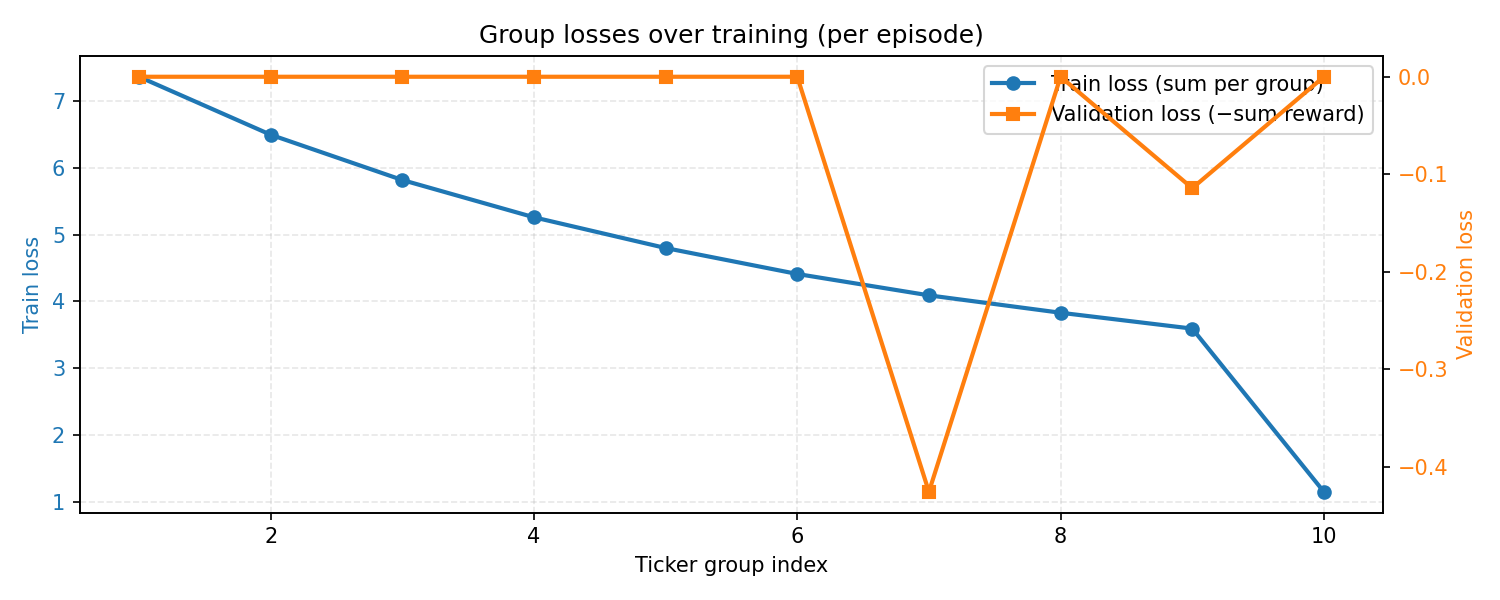 Group losses over training (per episode)
Train loss (sum per group)
Validation loss (−sum reward)
7
6
5
4
3
2
1
Train loss
0.0
−0.1
−0.2
−0.3
−0.4
Validation loss
2
4
6
8
10
Ticker group index